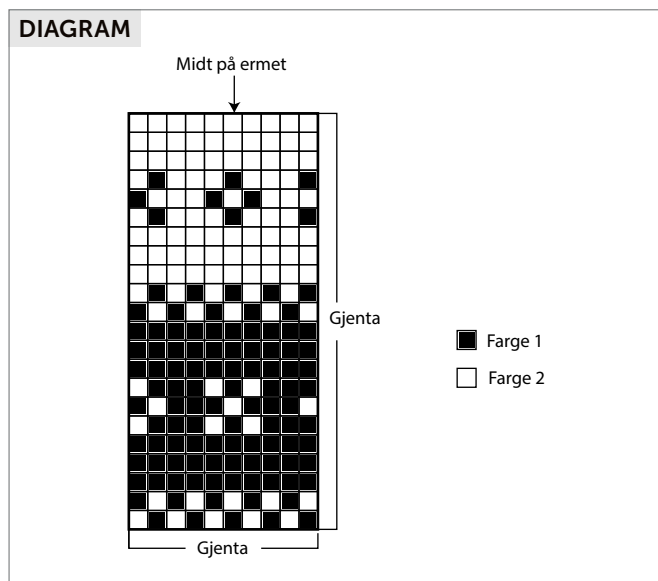 DIAGRAM
Midt på ermet
Gjenta
Farge 1
Farge 2
Gjenta